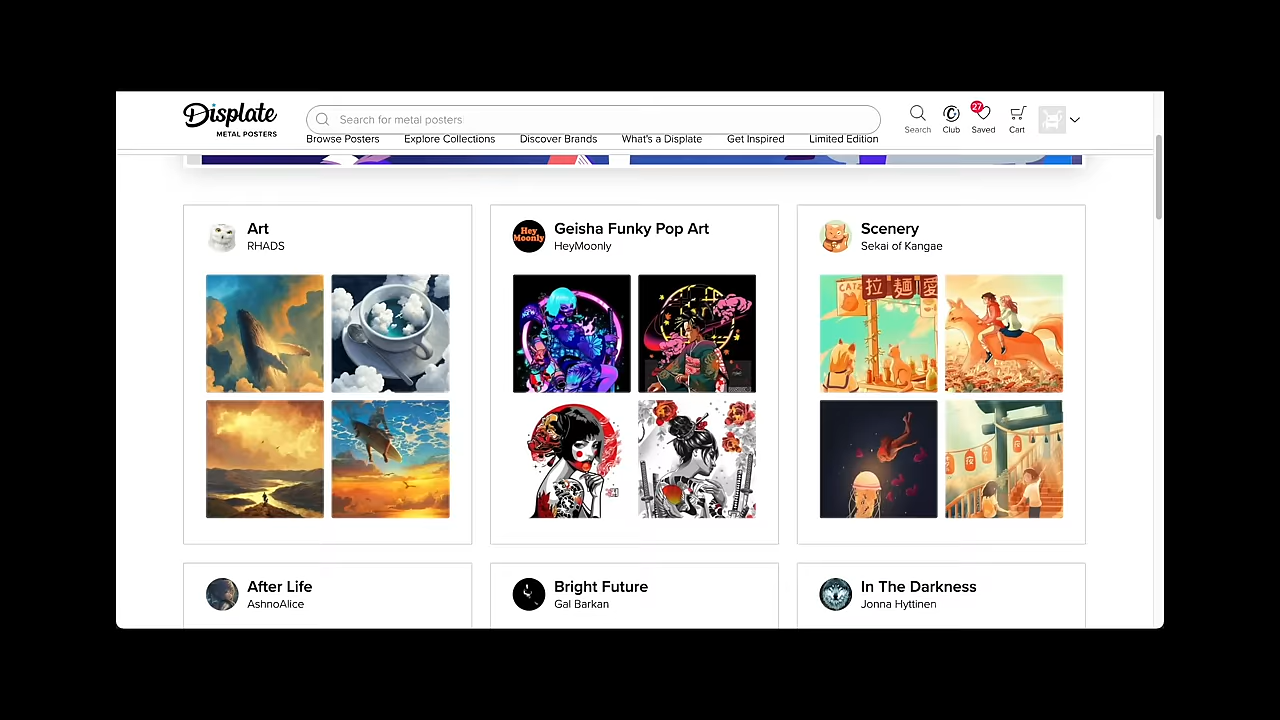 Displate
METAL POSTERS
Search for metal posters
Search
Club
27
Saved
Cart
Browse Posters
Explore Collections
Discover Brands
What's a Displate
Get Inspired
Limited Edition
Art
RHADS
Hey
Moonly
Geisha Funky Pop Art
HeyMoonly
Scenery
Sekai of Kangae
CATZ
拉 麺 愛
After Life
AshnoAlice
Bright Future
Gal Barkan
In The Darkness
Jonna Hyttinen